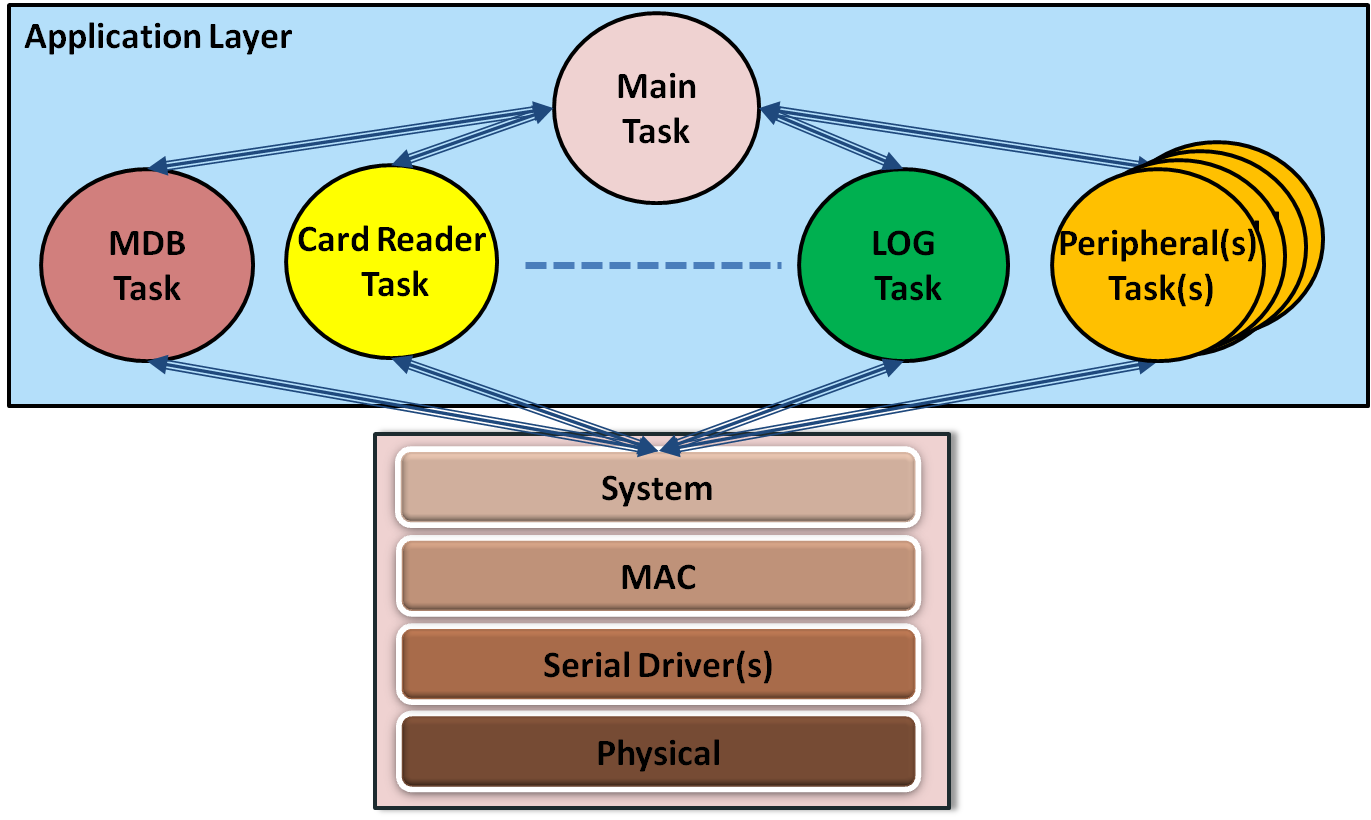 Application Layer
Main
Task
MDB
Task
Card Reader
Task
LOG
Task
Peripheral(s)
Task(s)
System
MAC
Serial Driver(s)
Physical